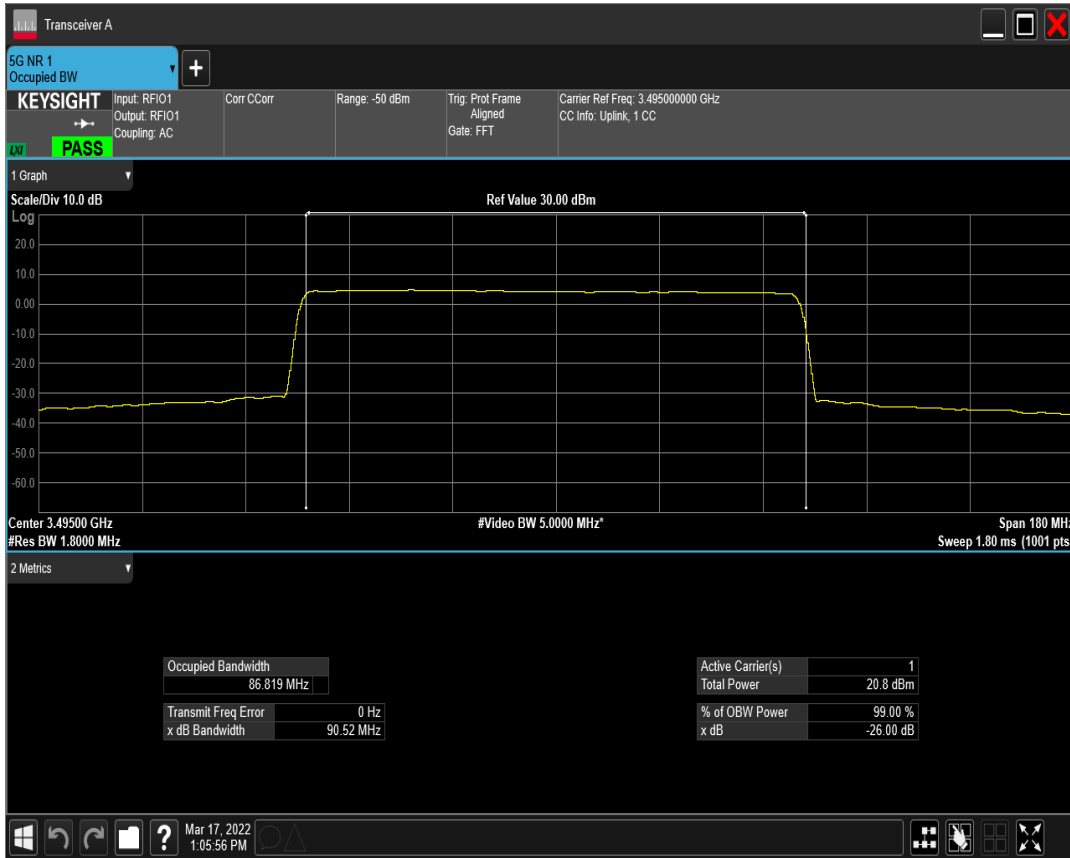 Transceiver A
5G NR 1
Occupied BW
KEYSIGHT
LXI
PASS
Input: RFIO1
Output: RFIO1
Coupling: AC
Corr CCorr
Range: -50 dBm
Trig: Prot Frame
Aligned
Gate: FFT
Carrier Ref Freq: 3.495000000 GHz
CC Info: Uplink, 1 CC
1 Graph
Scale/Div 10.0 dB
Ref Value 30.00 dBm
Log
20.0
10.0
0.00
-10.0
-20.0
-30.0
-40.0
-50.0
-60.0
Center 3.49500 GHz
#Video BW 5.0000 MHz*
Span 180 MHz
#Res BW 1.8000 MHz
Sweep 1.80 ms (1001 pts
2 Metrics
Occupied Bandwidth
86.819 MHz
Transmit Freq Error 0 Hz
x dB Bandwidth 90.52 MHz
Active Carrier(s) 1
Total Power 20.8 dBm
% of OBW Power 99.00 %
x dB -26.00 dB
?
Mar 17, 2022
1:05:56 PM